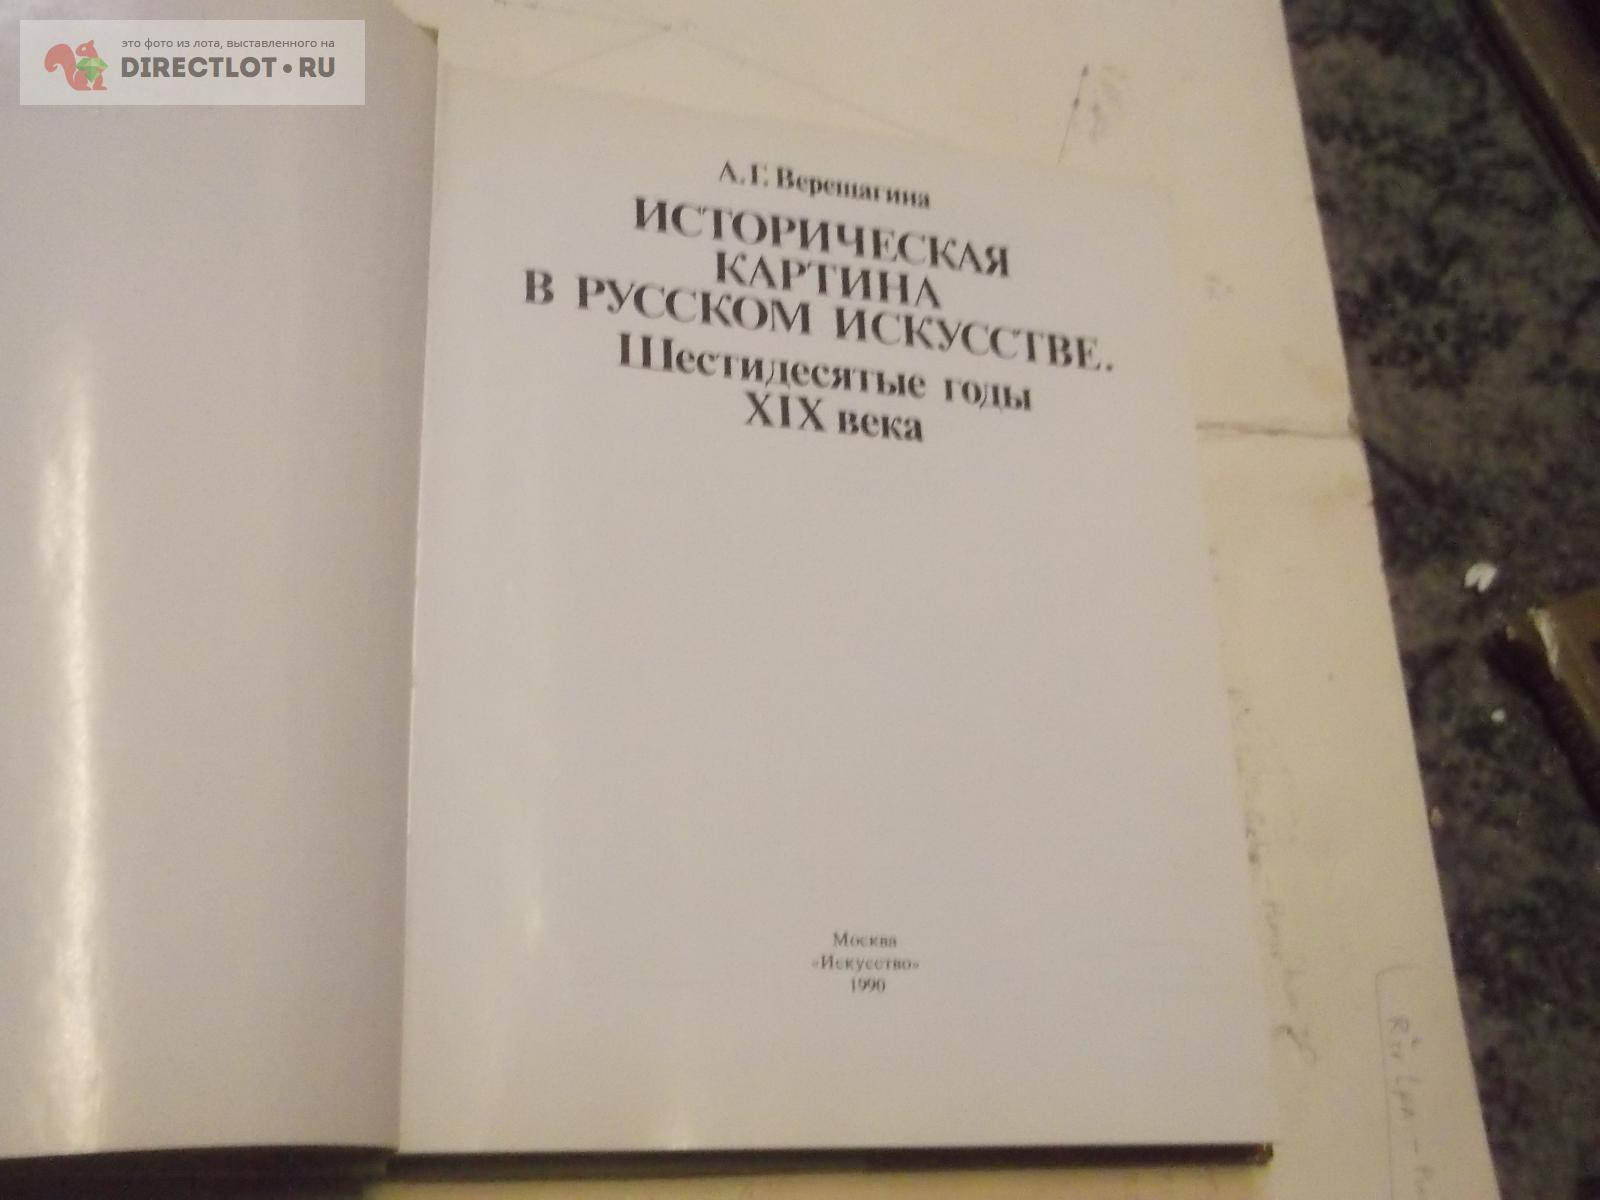 это фото из лота, выставленного на
DIRECTLOT•RU
А. Г. Верещагина
ИСТОРИЧЕСКАЯ
КАРТИНА
В РУССКОМ ИСКУССТВЕ.
Шестидесятые годы
XIX века
Москва
«Искусство»
1990